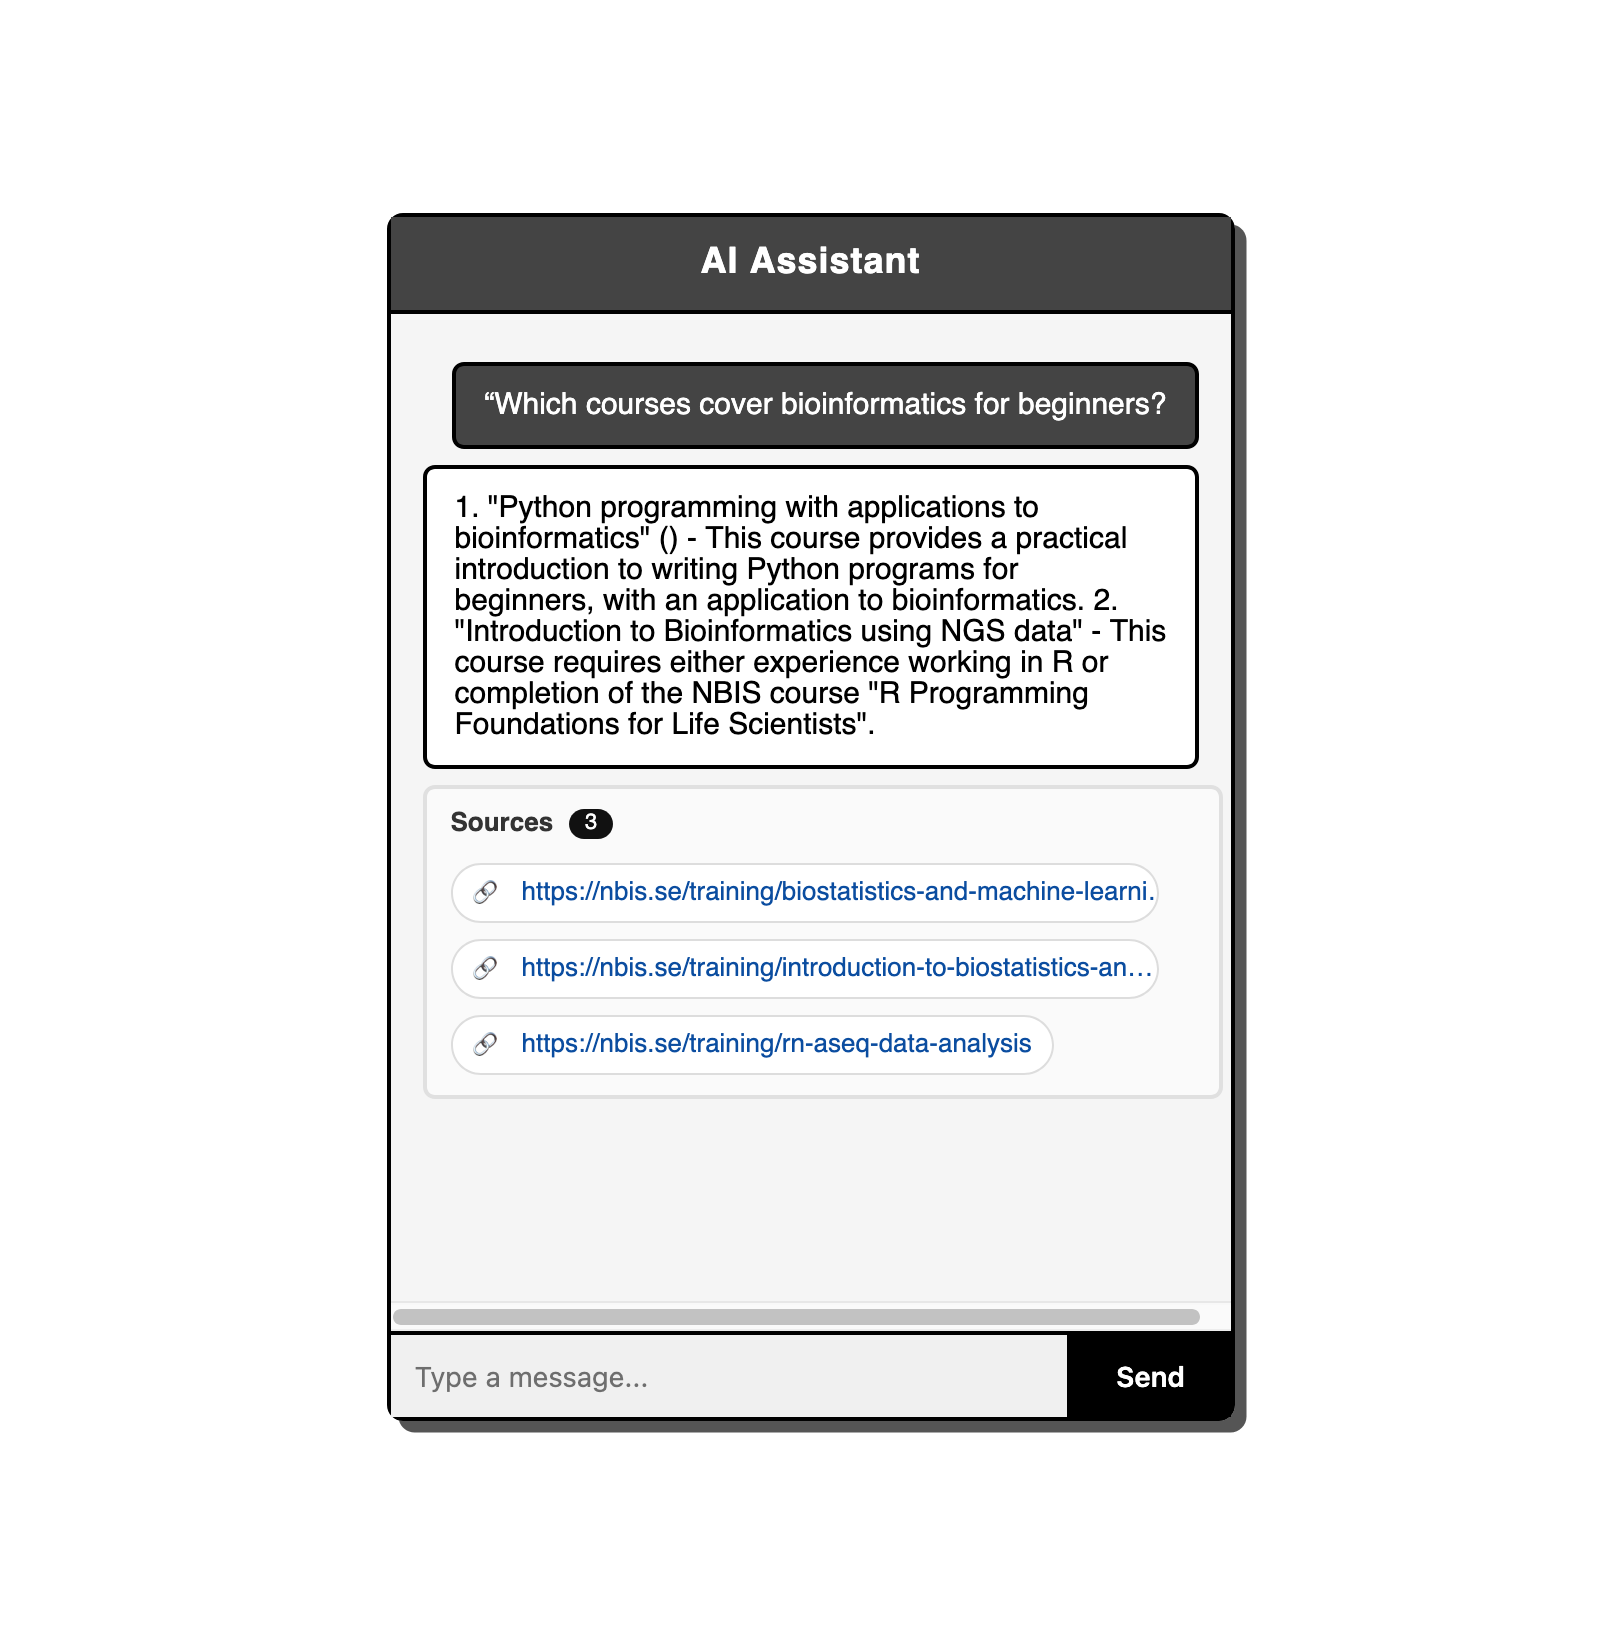 AI Assistant
“Which courses cover bioinformatics for beginners?
1. "Python programming with applications to
bioinformatics" () - This course provides a practical
introduction to writing Python programs for
beginners, with an application to bioinformatics. 2.
"Introduction to Bioinformatics using NGS data" - This
course requires either experience working in R or
completion of the NBIS course "R Programming
Foundations for Life Scientists".
Sources 3
https://nbis.se/training/biostatistics-and-machine-learni.
https://nbis.se/training/introduction-to-biostatistics-an…
https://nbis.se/training/rn-aseq-data-analysis
Type a message...
Send